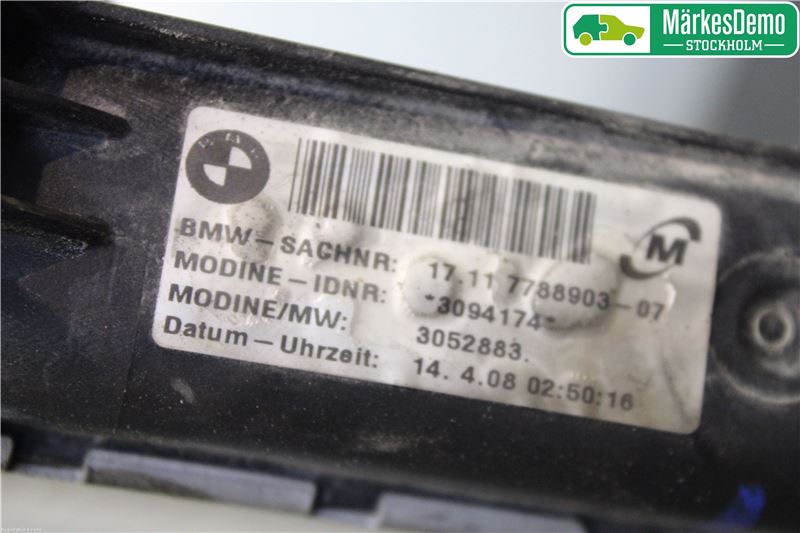 MärkesDemo
STOCKHOLM
BMW
BMW-SACHNR: 17 11 7788903-07
MODINE-IDNR: *3094174*
MODINE/MW: 3052883.
Datum-Uhrzeit: 14. 4.08 02:50:16
M